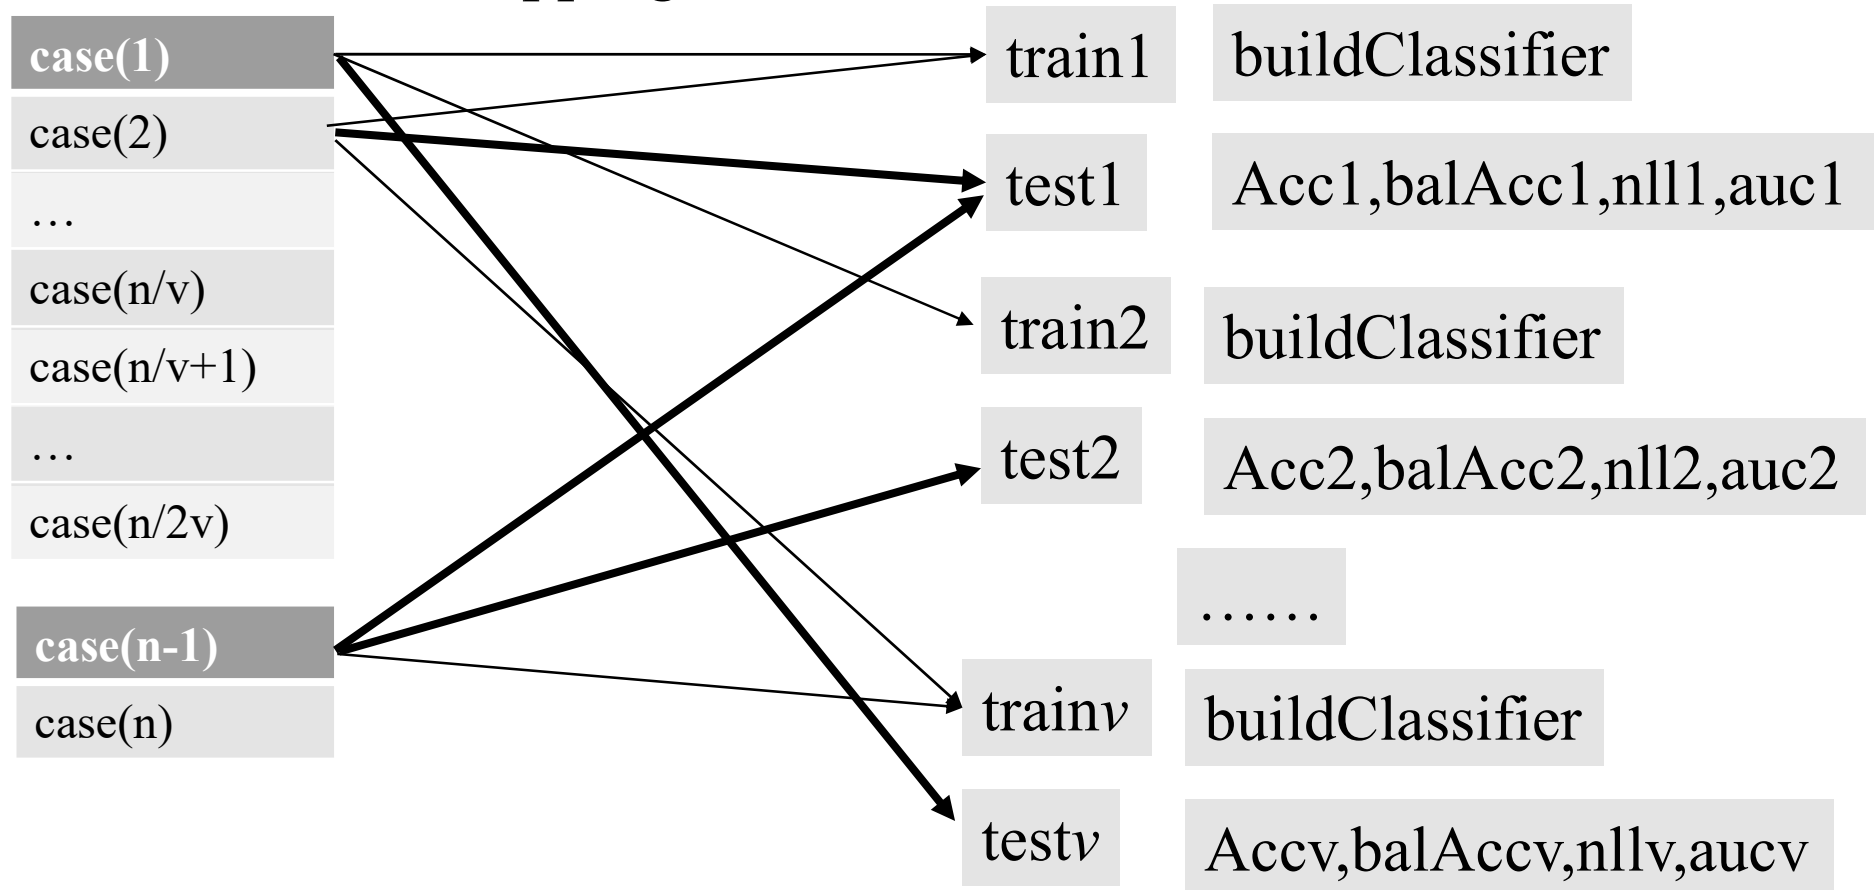 case(1)
case(2)
…
case(n/v)
case(n/v+1)
…
case(n/2v)
case(n-1)
case(n)
train1 buildClassifier
test1 Acc1,balAcc1,nll1,auc1
train2 buildClassifier
test2 Acc2,balAcc2,nll2,auc2
……
trainv buildClassifier
testv Accv,balAccv,nllv,aucv